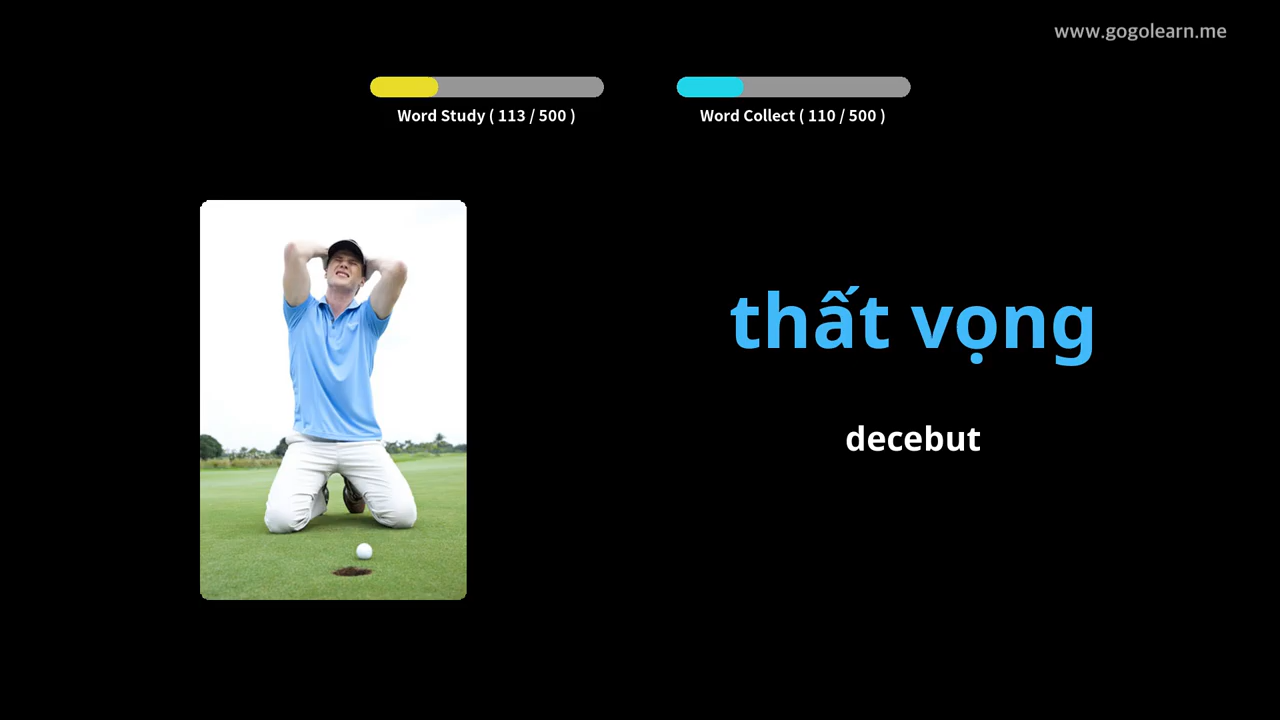 www.gogolearn.me
Word Study ( 113 / 500 )
Word Collect ( 110 / 500 )
thất vọng
decebut